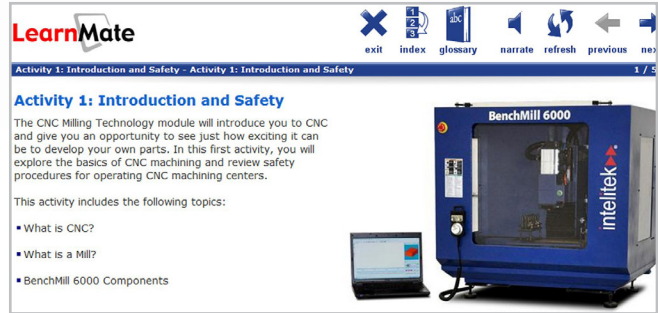 LearnMate
exit index glossary narrate refresh previous
Activity 1: Introduction and Safety - Activity 1: Introduction and Safety 1 / 5
Activity 1: Introduction and Safety
The CNC Milling Technology module will introduce you to CNC
and give you an opportunity to see just how exciting it can
be to develop your own parts. In this first activity, you will
explore the basics of CNC machining and review safety
procedures for operating CNC machining centers.
This activity includes the following topics:
▪ What is CNC?
▪ What is a Mill?
▪ BenchMill 6000 Components
BenchMill 6000
intelitek
1
2
3
abc